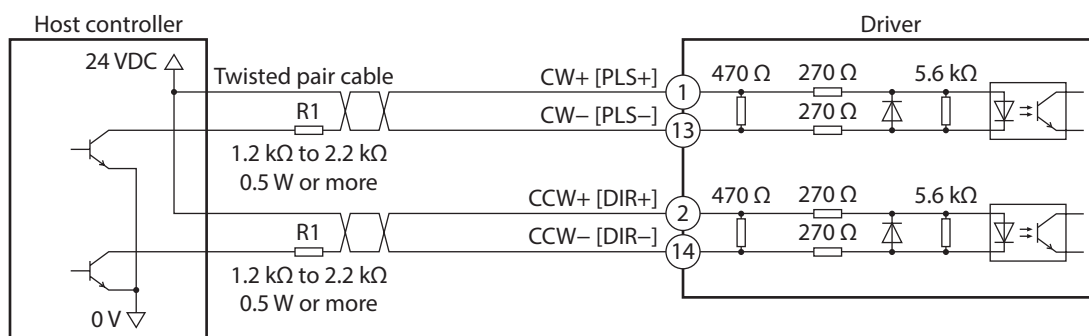 Host controller
Driver
24 VDC
Twisted pair cable
CW+ [PLS+]
1
470 Ω
270 Ω
5.6 kΩ
R1
CW− [PLS−]
13
270 Ω
1.2 kΩ to 2.2 kΩ
0.5 W or more
CCW+ [DIR+]
2
470 Ω
270 Ω
5.6 kΩ
R1
CCW− [DIR−]
14
270 Ω
1.2 kΩ to 2.2 kΩ
0.5 W or more
0 V